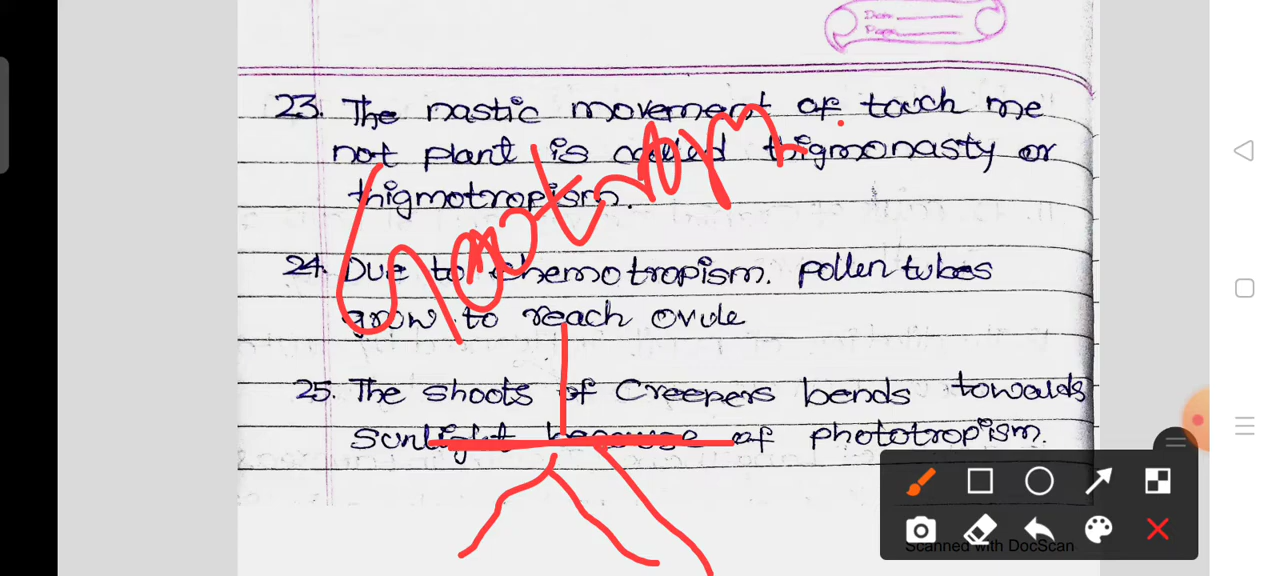 Date
Page
23. The nastic movement of touch me
not plant is called thigmonasty or
thigmotropism.
24. Due to chemotropism. pollen tubes
grow to reach ovule
25. The shoots of Creepers bends towards
sunlight because of phototropism.
Scanned with DocScan